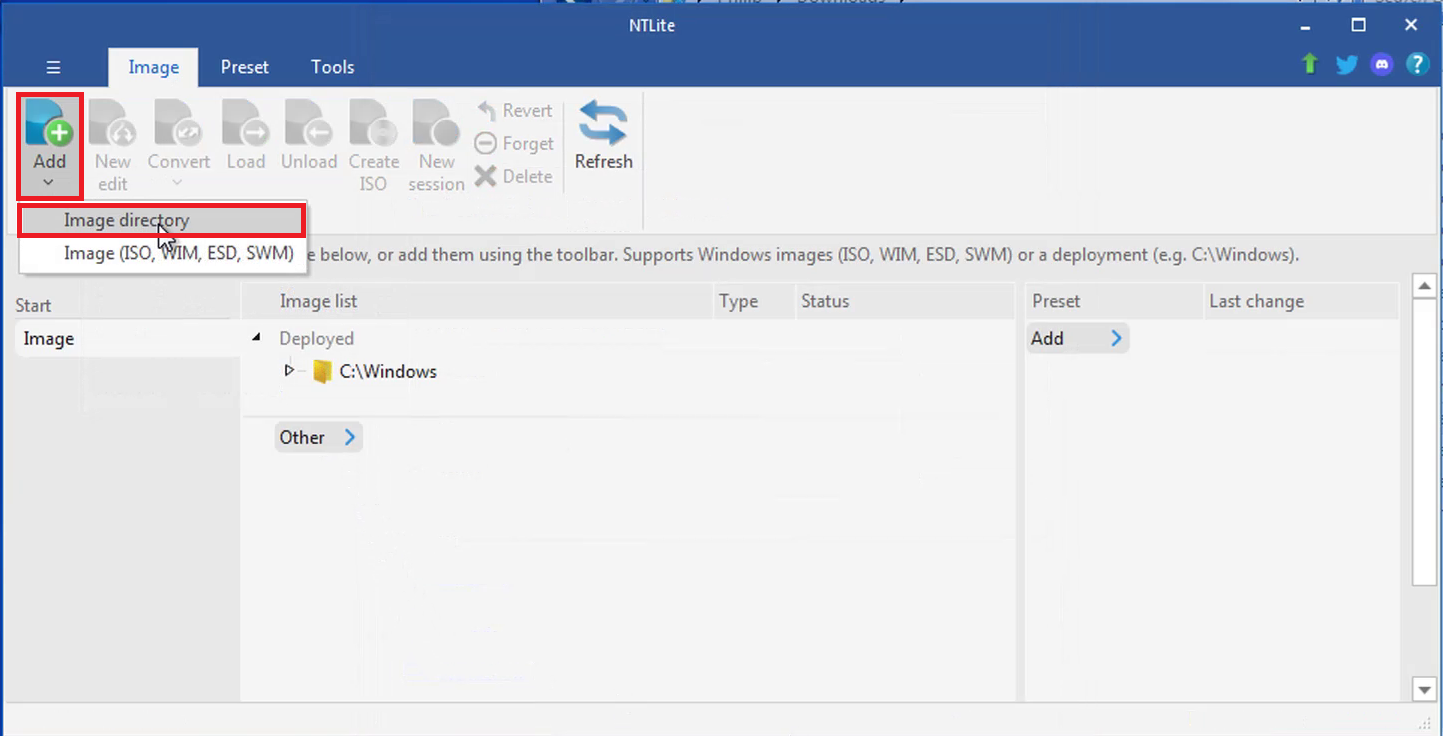 NTLite
Image Preset Tools
Add New edit Convert Load Unload Create ISO New session Revert Forget Delete Refresh
Image directory
Image (ISO, WIM, ESD, SWM)
e below, or add them using the toolbar. Supports Windows images (ISO, WIM, ESD, SWM) or a deployment (e.g. C:\Windows).
Start
Image
Image list Type Status
Deployed
C:\Windows
Other
Preset Last change
Add